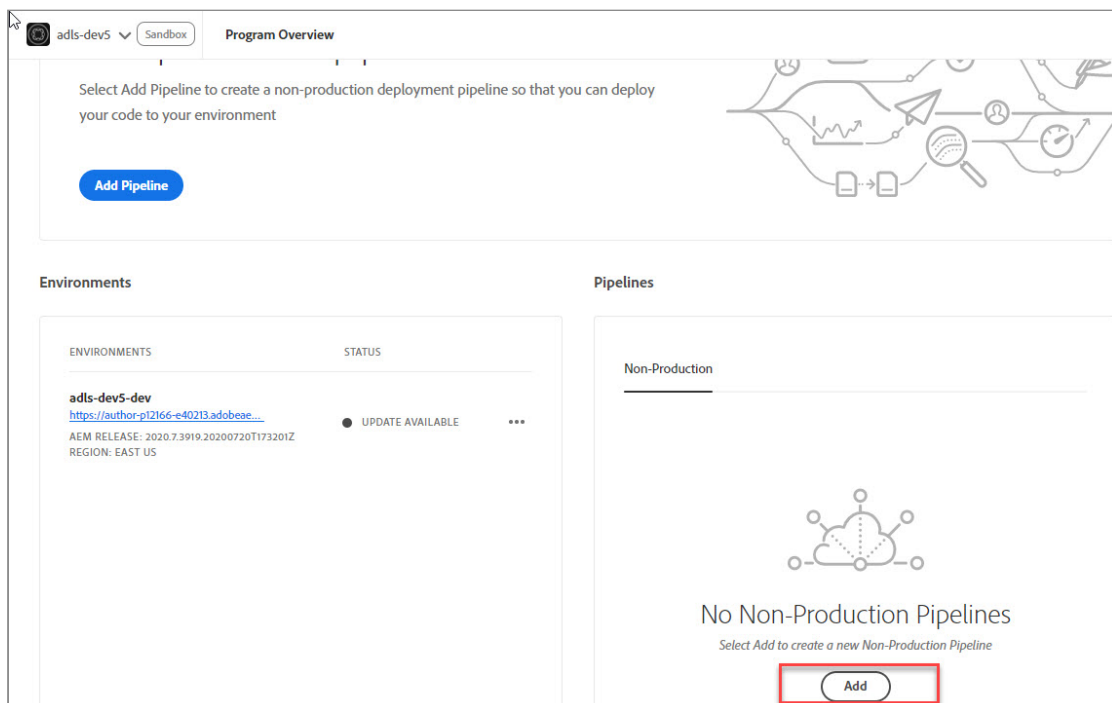 adls-dev5 Sandbox Program Overview
Select Add Pipeline to create a non-production deployment pipeline so that you can deploy
your code to your environment
Add Pipeline
Environments Pipelines
ENVIRONMENTS STATUS
Non-Production
adls-dev5-dev
https://author-p12166-e40213.adobeae...
UPDATE AVAILABLE
AEM RELEASE: 2020.7.3919.20200720T173201Z
REGION: EAST US
No Non-Production Pipelines
Select Add to create a new Non-Production Pipeline
Add